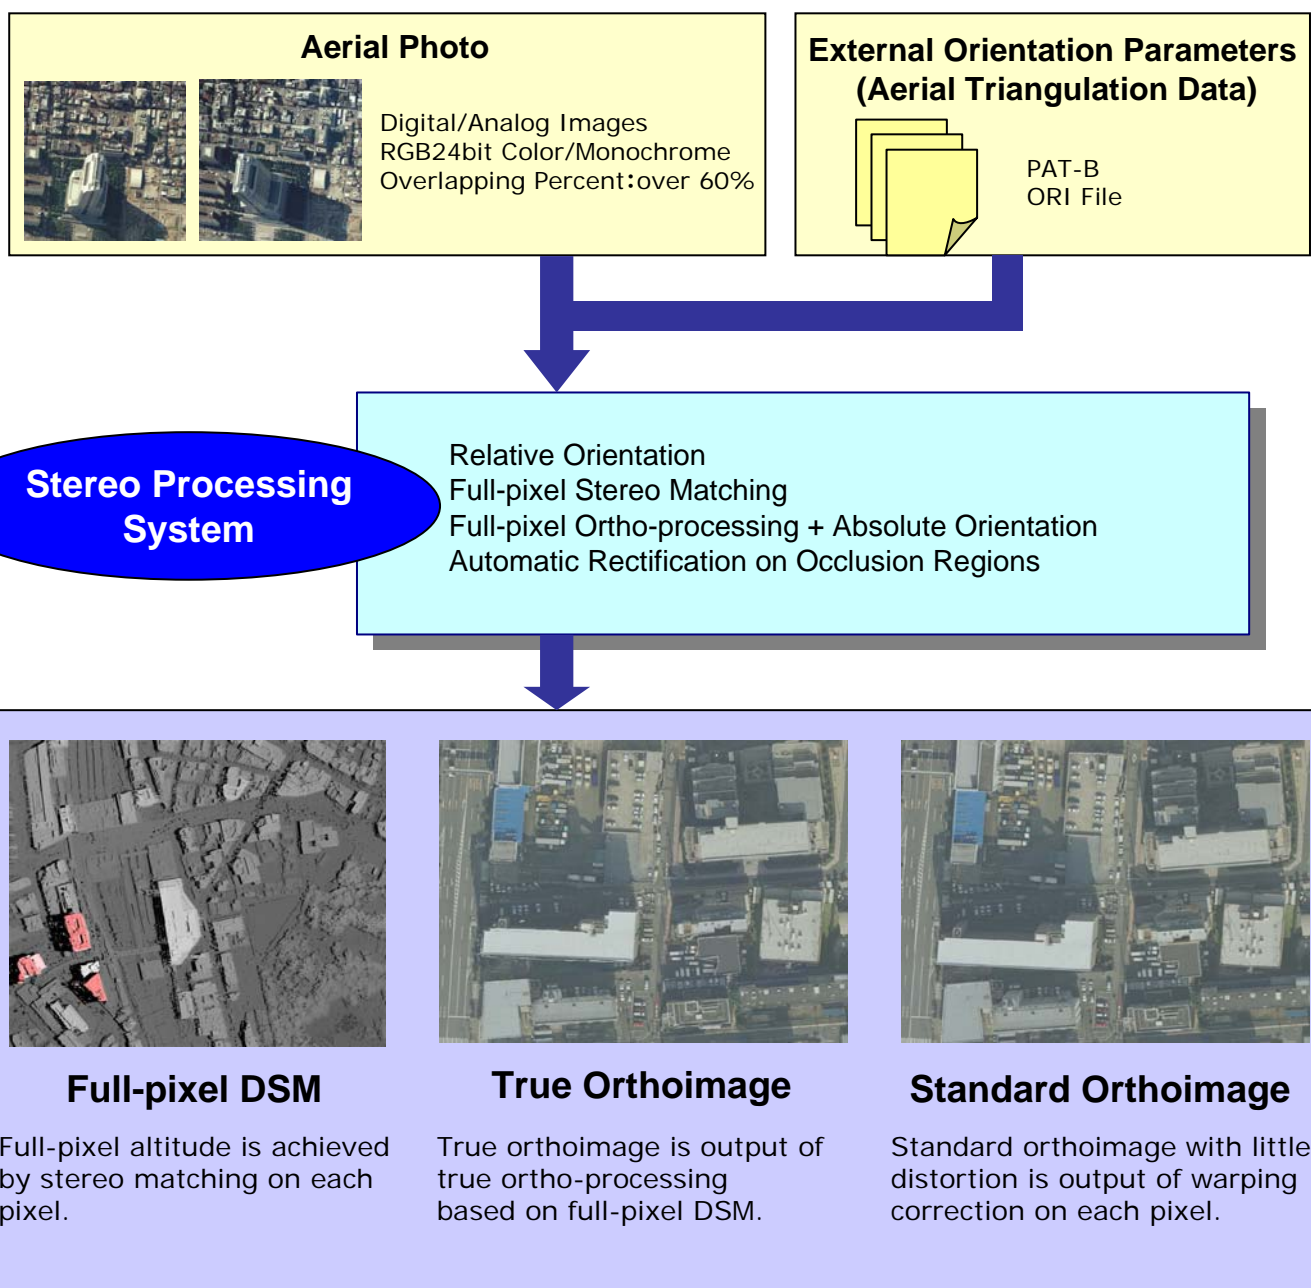 Aerial Photo
Digital/Analog Images
RGB24bit Color/Monochrome
Overlapping Percent:over 60%
External Orientation Parameters
(Aerial Triangulation Data)
PAT-B
ORI File
Stereo Processing
System
Relative Orientation
Full-pixel Stereo Matching
Full-pixel Ortho-processing + Absolute Orientation
Automatic Rectification on Occlusion Regions
Full-pixel DSM
Full-pixel altitude is achieved
by stereo matching on each
pixel.
True Orthoimage
True orthoimage is output of
true ortho-processing
based on full-pixel DSM.
Standard Orthoimage
Standard orthoimage with little
distortion is output of warping
correction on each pixel.